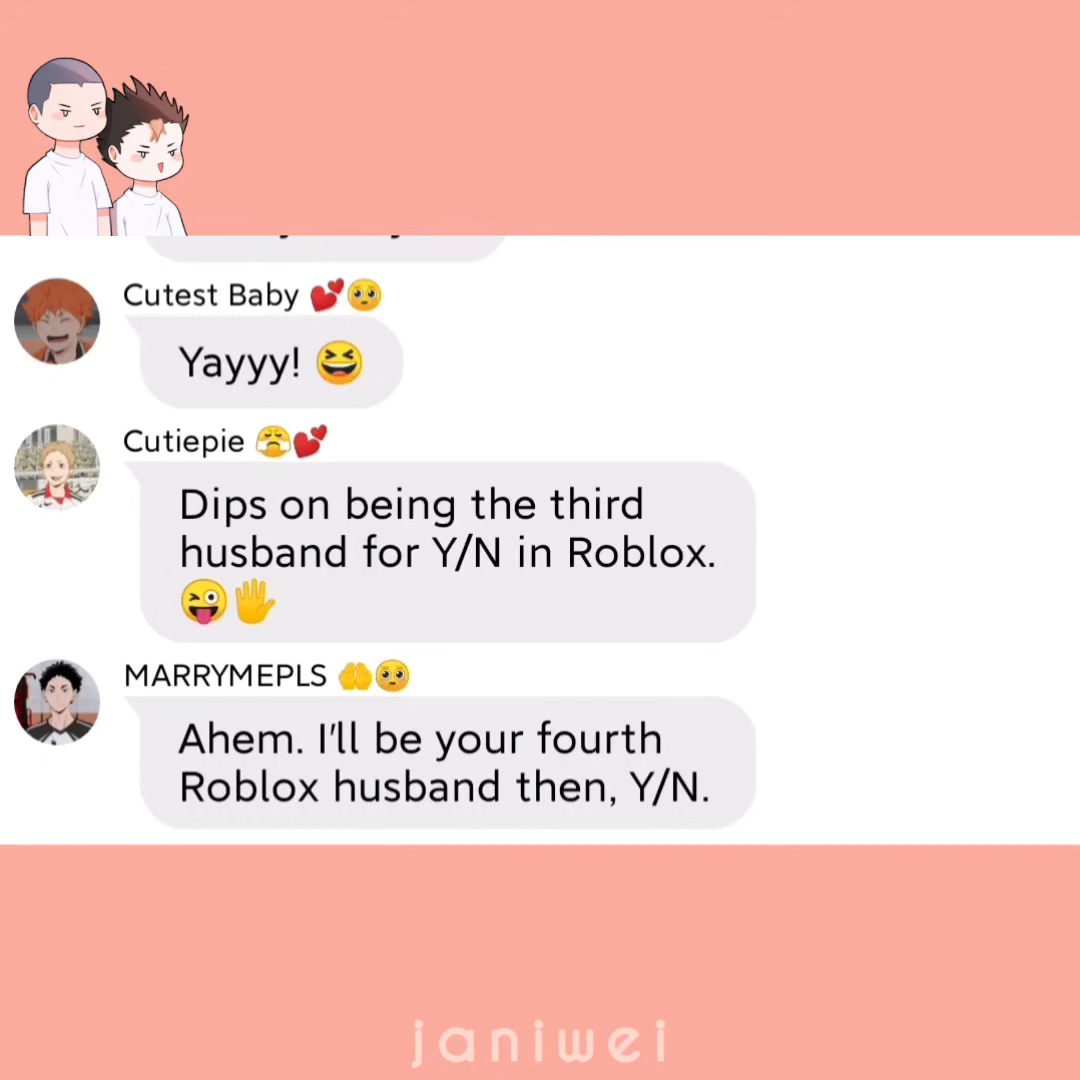 Cutest Baby 💕🥺
Yayyy! 😆
Cutiepie 😤💕
Dips on being the third
husband for Y/N in Roblox.
😜🖐
MARRYMEPLS 🤲🥺
Ahem. I'll be your fourth
Roblox husband then, Y/N.
janiwei